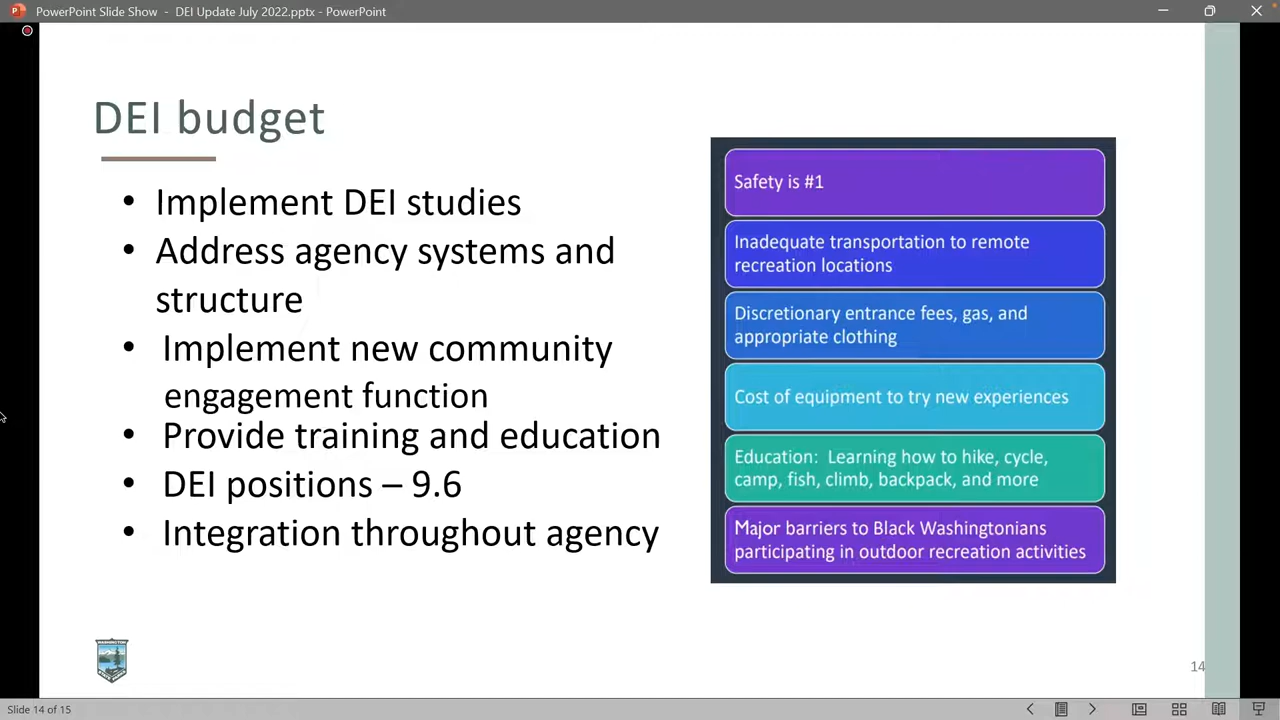 PowerPoint Slide Show - DEI Update July 2022.pptx - PowerPoint
DEI budget
• Implement DEI studies
• Address agency systems and
structure
• Implement new community
engagement function
• Provide training and education
• DEI positions – 9.6
• Integration throughout agency
Safety is #1
Inadequate transportation to remote
recreation locations
Discretionary entrance fees, gas, and
appropriate clothing
Cost of equipment to try new experiences
Education: Learning how to hike, cycle,
camp, fish, climb, backpack, and more
Major barriers to Black Washingtonians
participating in outdoor recreation activities
14
Slide 14 of 15